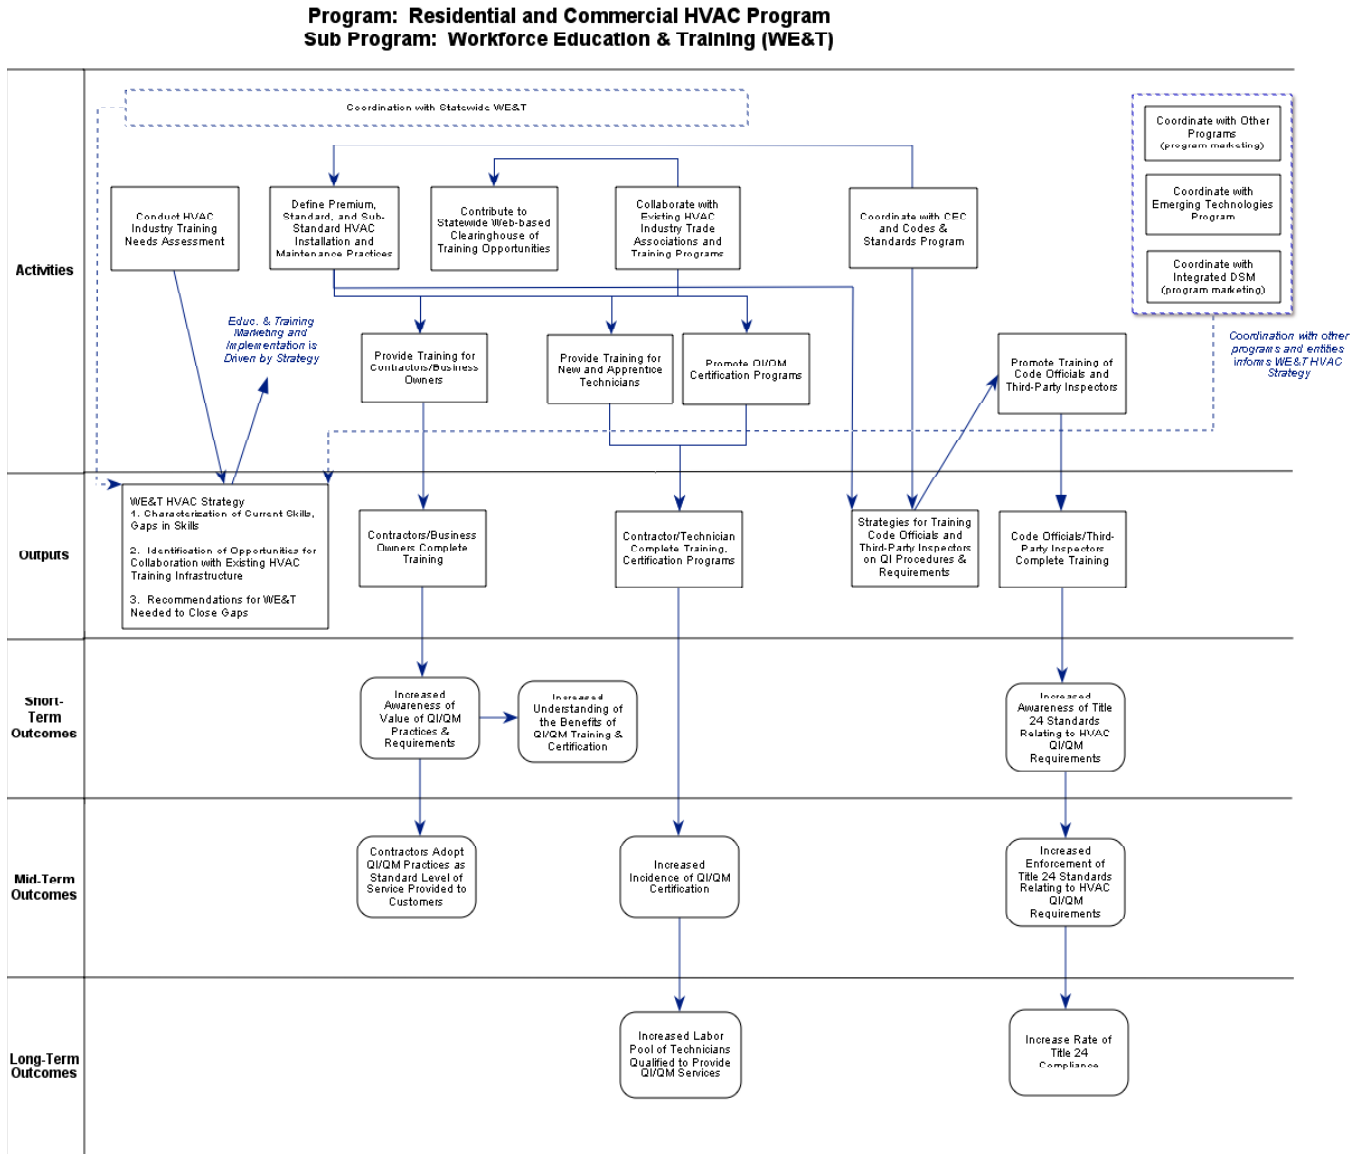 Program: Residential and Commercial HVAC Program
Sub Program: Workforce Education & Training (WE&T)
Activities
Coordination with Statewide WE&T
Coordinate with Other
Programs
(program marketing)
Coordinate with
Emerging Technologies
Program
Coordinate with
Integrated DSM
(program marketing)
Conduct HVAC
Industry Training
Needs Assessment
Define Premium,
Standard, and Sub-
Standard HVAC
Installation and
Maintenance Practices
Contribute to
Statewide Web-based
Clearinghouse of
Training Opportunities
Collaborate with
Existing HVAC
Industry Trade
Associations and
Training Programs
Coordinate with CEC
and Codes &
Standards Program
Educ. & Training
Marketing and
Implementation is
Driven by Strategy
Provide Training for
Contractors/Business
Owners
Provide Training for
New and Apprentice
Technicians
Promote QI/QM
Certification Programs
Promote Training of
Code Officials and
Third-Party Inspectors
Coordination with other
programs and entities
informs WE&T HVAC
Strategy
Outputs
WE&T HVAC Strategy
1. Characterization of Current Skills,
Gaps in Skills
2. Identification of Opportunities for
Collaboration with Existing HVAC
Training Infrastructure
3. Recommendations for WE&T
Needed to Close Gaps
Contractors/Business
Owners Complete
Training
Contractor/Technician
Complete Training,
Certification Programs
Strategies for Training
Code Officials and
Third-Party Inspectors
on QI Procedures &
Requirements
Code Officials/Third-
Party Inspectors
Complete Training
Short-
Term
Outcomes
Increased
Awareness of
Value of QI/QM
Practices &
Requirements
Increased
Understanding of
the Benefits of
QI/QM Training &
Certification
Increased
Awareness of Title
24 Standards
Relating to HVAC
QI/QM
Requirements
Mid-Term
Outcomes
Contractors Adopt
QI/QM Practices as
Standard Level of
Service Provided to
Customers
Increased
Incidence of QI/QM
Certification
Increased
Enforcement of
Title 24 Standards
Relating to HVAC
QI/QM
Requirements
Long-Term
Outcomes
Increased Labor
Pool of Technicians
Qualified to Provide
QI/QM Services
Increase Rate of
Title 24
Compliance